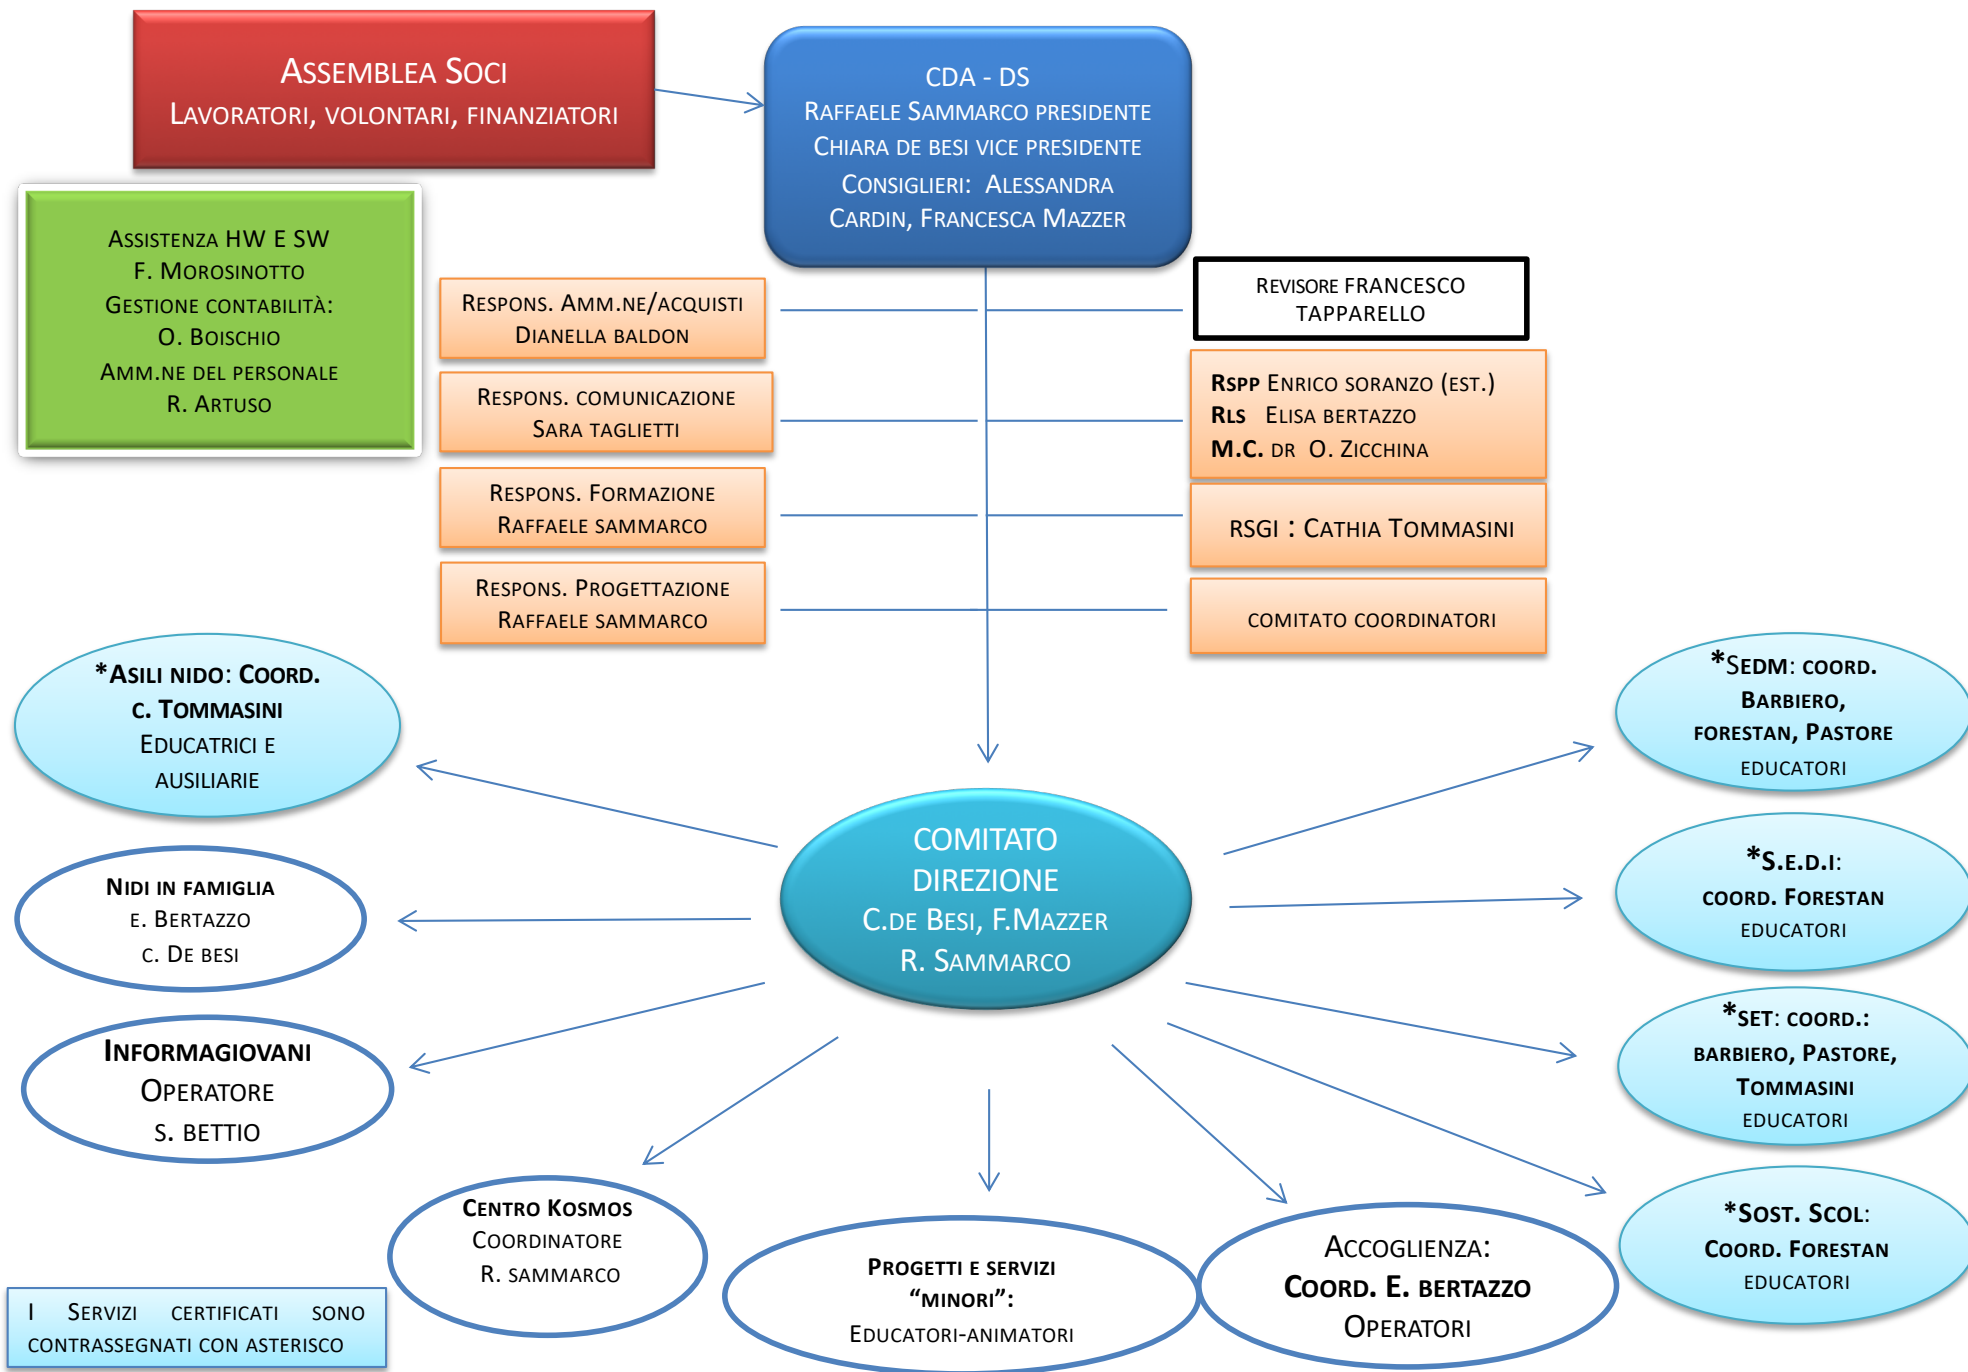 Assemblea Soci
Lavoratori, volontari, finanziatori
CDA - DS
Raffaele Sammarco presidente
Chiara de besi vice presidente
Consiglieri: Alessandra
Cardin, Francesca Mazzer
Assistenza HW e SW
F. Morosinotto
Gestione contabilità:
O. Boischio
Amm.ne del personale
R. Artuso
Respons. Amm.ne/acquisti
Dianella baldon
revisore francesco
tapparello
Respons. comunicazione
Sara taglietti
Rspp Enrico soranzo (est.)
Rls Elisa bertazzo
M.C. dr O. Zicchina
Respons. Formazione
Raffaele sammarco
RSGI : Cathia Tommasini
Respons. Progettazione
Raffaele sammarco
comitato coordinatori
*Asili nido: Coord.
c. Tommasini
Educatrici e
ausiliarie
*Sedm: coord.
Barbiero,
forestan, Pastore
educatori
COMITATO
DIREZIONE
C.de Besi, F.Mazzer
R. Sammarco
Nidi in famiglia
e. Bertazzo
c. De besi
*S.e.d.i:
coord. Forestan
educatori
Informagiovani
Operatore
s. bettio
*set: coord.:
barbiero, Pastore,
Tommasini
educatori
Centro Kosmos
Coordinatore
R. sammarco
Progetti e servizi
“minori”:
Educatori-animatori
Accoglienza:
Coord. E. bertazzo
Operatori
*Sost. Scol:
Coord. Forestan
educatori
I Servizi certificati sono
contrassegnati con asterisco